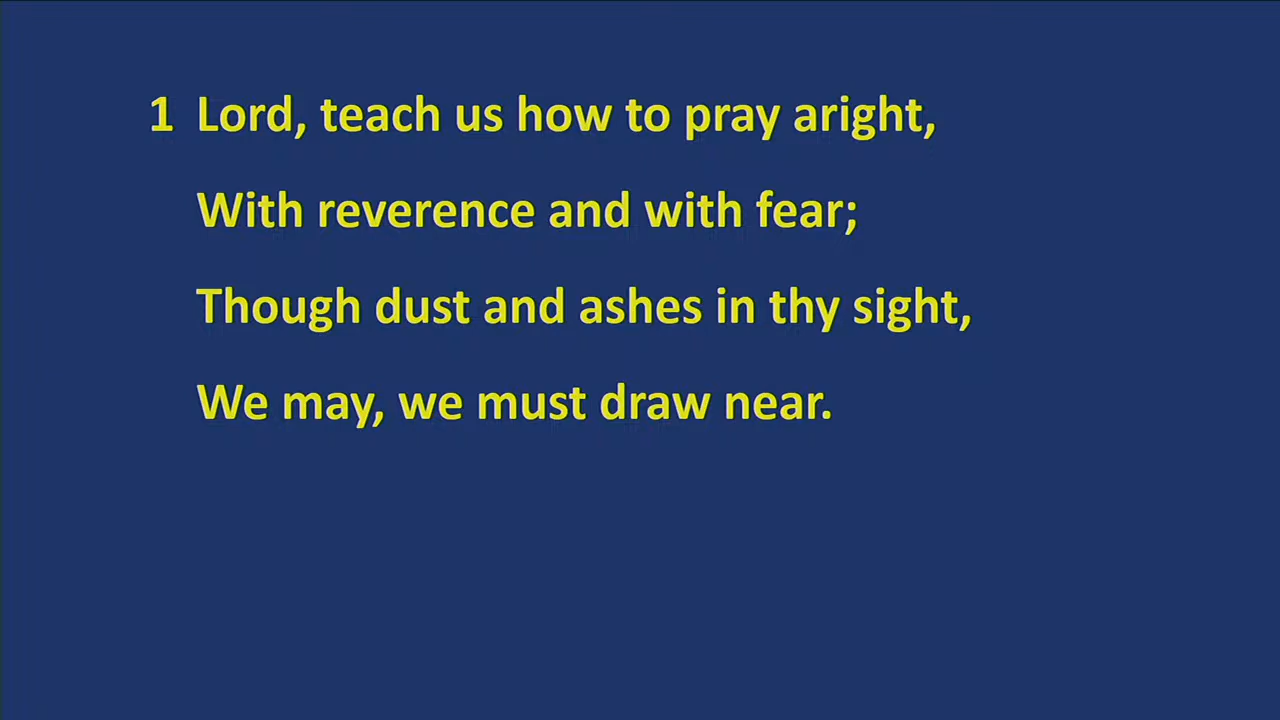 1 Lord, teach us how to pray aright,
With reverence and with fear;
Though dust and ashes in thy sight,
We may, we must draw near.